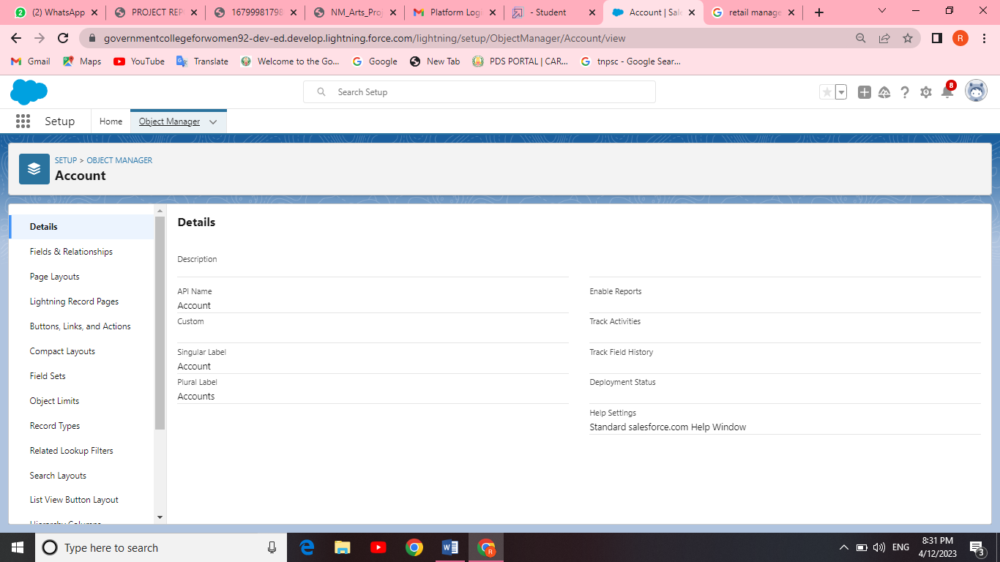 (2) WhatsApp
PROJECT REP
16799981798
NM_Arts_Proj
Platform Logi
- Student
Account | Sale
retail manage
governmentcollegeforwomen92-dev-ed.develop.lightning.force.com/lightning/setup/ObjectManager/Account/view
R
Gmail
Maps
YouTube
Translate
Welcome to the Go...
Google
New Tab
PDS PORTAL | CAR...
tnpsc - Google Sear...
Search Setup
8
Setup
Home
Object Manager
SETUP > OBJECT MANAGER
Account
Details
Fields & Relationships
Page Layouts
Lightning Record Pages
Buttons, Links, and Actions
Compact Layouts
Field Sets
Object Limits
Record Types
Related Lookup Filters
Search Layouts
List View Button Layout
Hierarchy Columns
Details
Description
API Name
Account
Custom
Singular Label
Account
Plural Label
Accounts
Enable Reports
Track Activities
Track Field History
Deployment Status
Help Settings
Standard salesforce.com Help Window
Type here to search
ENG
8:31 PM
4/12/2023
3